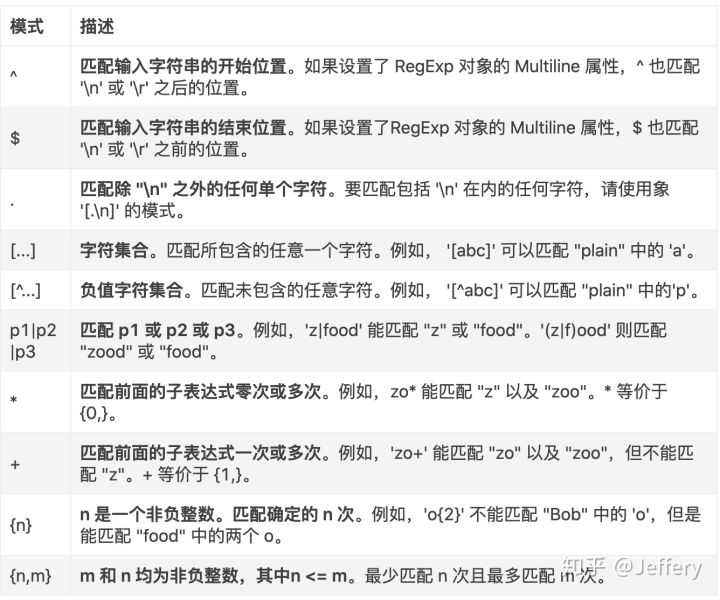 模式 描述
^ 匹配输入字符串的开始位置。如果设置了 RegExp 对象的 Multiline 属性，^ 也匹配
'\n' 或 '\r' 之后的位置。
$ 匹配输入字符串的结束位置。如果设置了RegExp 对象的 Multiline 属性，$ 也匹配
'\n' 或 '\r' 之前的位置。
. 匹配除 "\n" 之外的任何单个字符。要匹配包括 '\n' 在内的任何字符，请使用象
'[.\n]' 的模式。
[...] 字符集合。匹配所包含的任意一个字符。例如， '[abc]' 可以匹配 "plain" 中的 'a'。
[^...] 负值字符集合。匹配未包含的任意字符。例如， '[^abc]' 可以匹配 "plain" 中的'p'。
p1|p2 匹配 p1 或 p2 或 p3。例如，'z|food' 能匹配 "z" 或 "food"。'(z|f)ood' 则匹配
|p3 "zood" 或 "food"。
* 匹配前面的子表达式零次或多次。例如，zo* 能匹配 "z" 以及 "zoo"。* 等价于
{0,}。
+ 匹配前面的子表达式一次或多次。例如，'zo+' 能匹配 "zo" 以及 "zoo"，但不能匹
配 "z"。+ 等价于 {1,}。
{n} n 是一个非负整数。匹配确定的 n 次。例如，'o{2}' 不能匹配 "Bob" 中的 'o'，但是
能匹配 "food" 中的两个 o。
{n,m} m 和 n 均为非负整数，其中n <= m。最少匹配 n 次且最多匹配 m 次。
知乎 @Jeffery